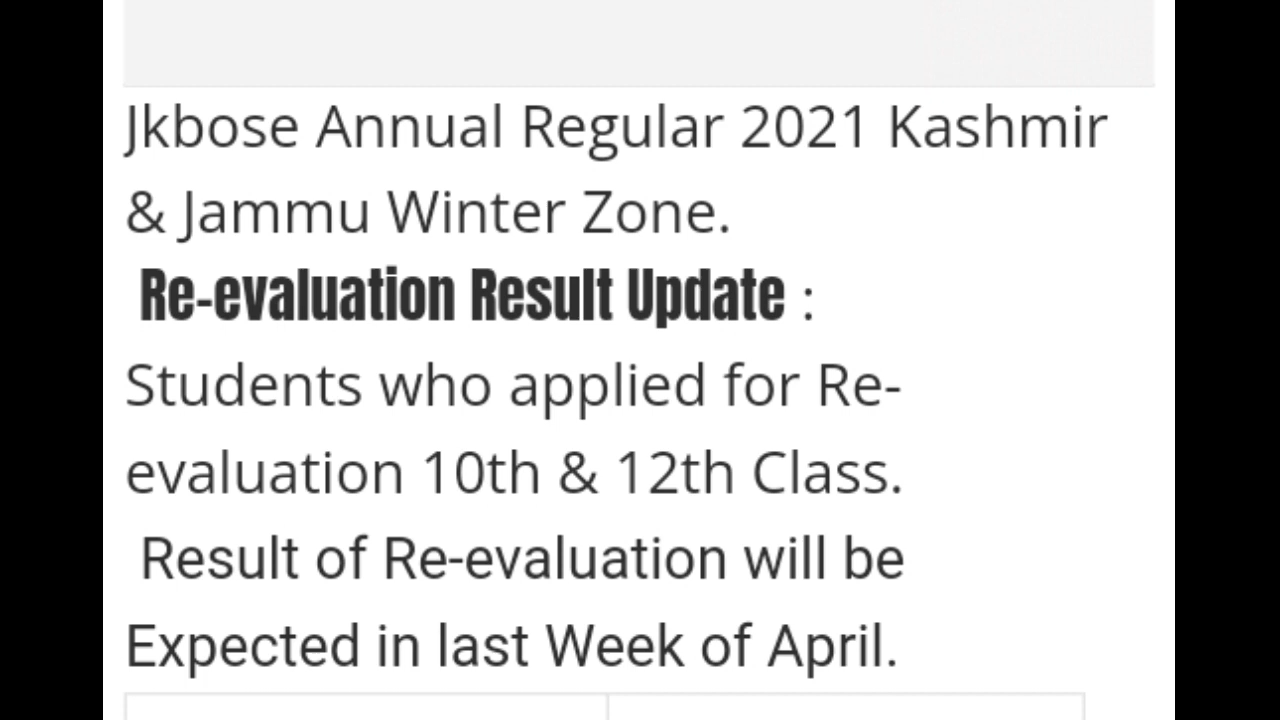 Jkbose Annual Regular 2021 Kashmir
& Jammu Winter Zone.
Re-evaluation Result Update :
Students who applied for Re-
evaluation 10th & 12th Class.
Result of Re-evaluation will be
Expected in last Week of April.